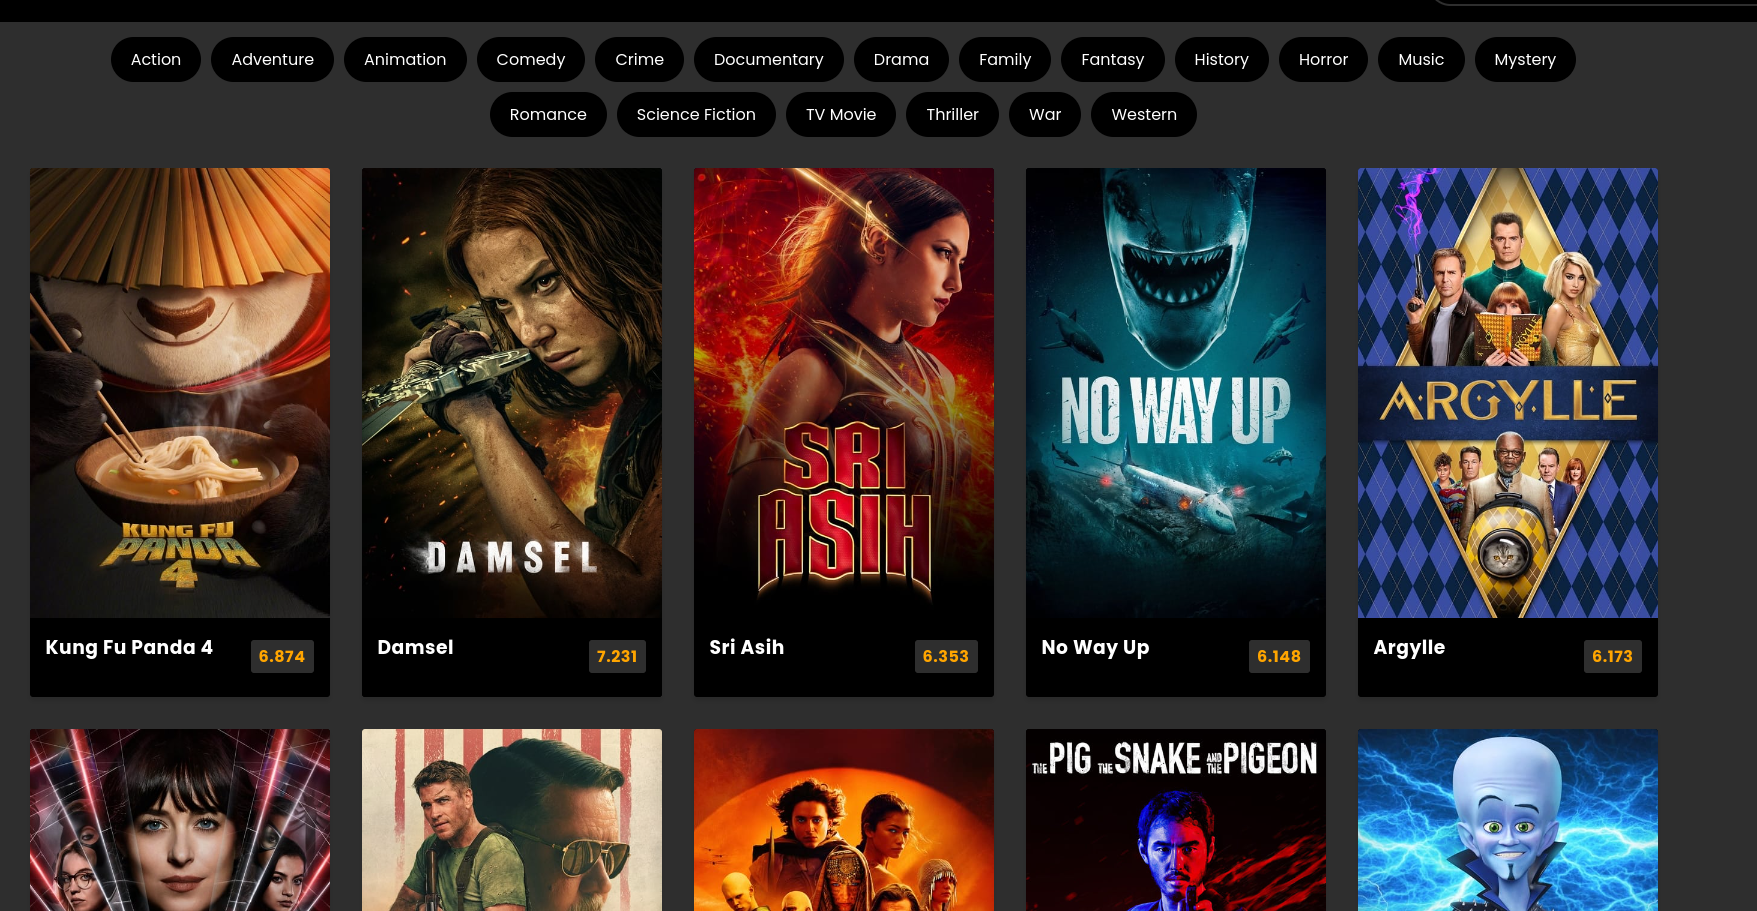 Action Adventure Animation Comedy Crime Documentary Drama Family Fantasy History Horror Music Mystery
Romance Science Fiction TV Movie Thriller War Western
KUNG FU
PANDA
4
DAMSEL
SRI
ASIH
NO WAY UP
ARGYLLE
Kung Fu Panda 4 6.874
Damsel 7.231
Sri Asih 6.353
No Way Up 6.148
Argylle 6.173
THE PIG THE SNAKE AND THE PIGEON